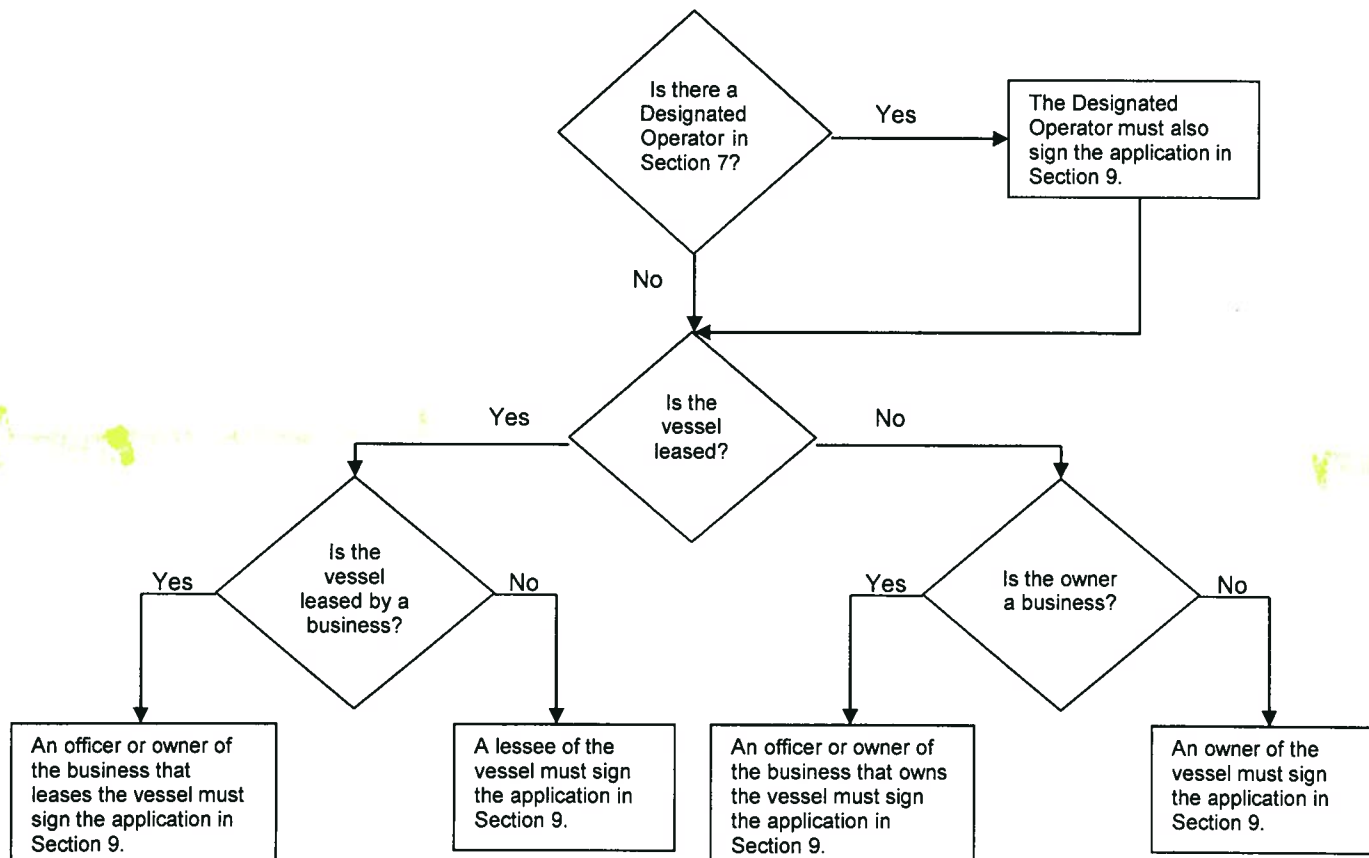 Is there a
Designated
Operator in
Section 7?
Yes
The Designated
Operator must also
sign the application in
Section 9.
No
Is the
vessel
leased?
Yes
No
Is the
vessel
leased by a
business?
Yes
No
Is the owner
a business?
Yes
No
An officer or owner of
the business that
leases the vessel must
sign the application in
Section 9.
A lessee of the
vessel must sign
the application in
Section 9.
An officer or owner of
the business that owns
the vessel must sign
the application in
Section 9.
An owner of the
vessel must sign
the application in
Section 9.